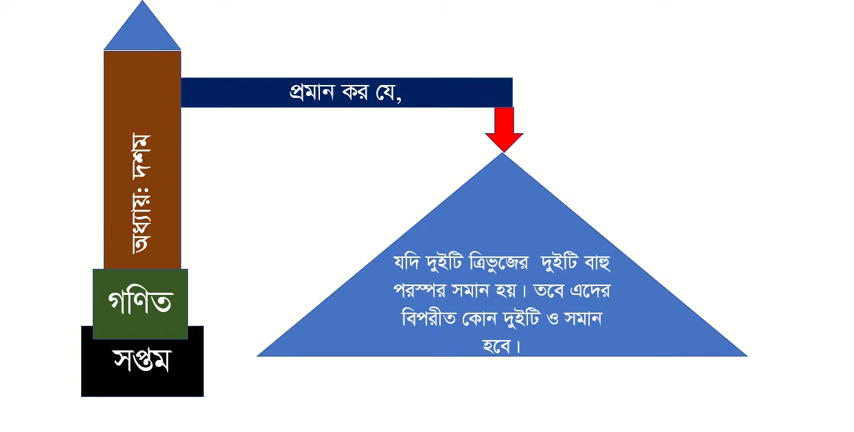 প্রমান কর যে,
অধ্যায়: দশম
গণিত
সপ্তম
যদি দুইটি ত্রিভুজের দুইটি বাহু
পরস্পর সমান হয়। তবে এদের
বিপরীত কোন দুইটি ও সমান
হবে।